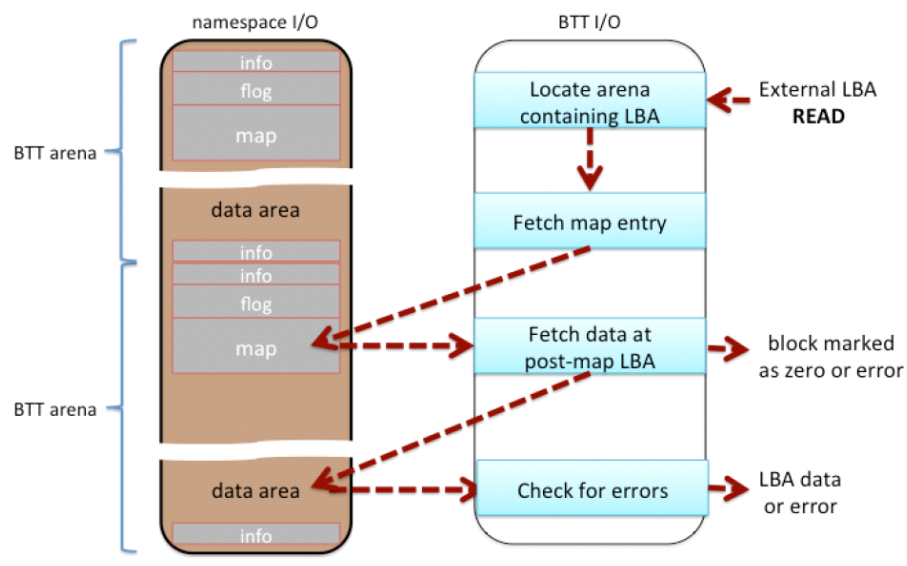 namespace I/O
BTT I/O
info
flog
map
BTT arena
data area
info
info
flog
map
BTT arena
data area
info
Locate arena
containing LBA
External LBA
READ
Fetch map entry
Fetch data at
post-map LBA
block marked
as zero or error
Check for errors
LBA data
or error